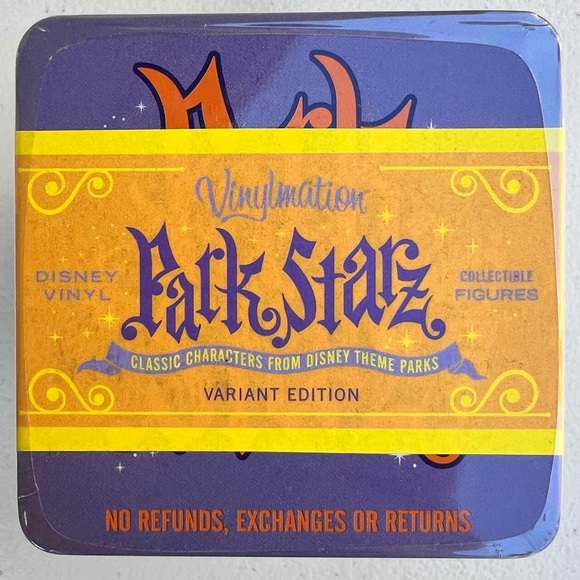 Park
Vinylmation
Park Starz
DISNEY VINYL
COLLECTIBLE FIGURES
CLASSIC CHARACTERS FROM DISNEY THEME PARKS
VARIANT EDITION
NO REFUNDS, EXCHANGES OR RETURNS